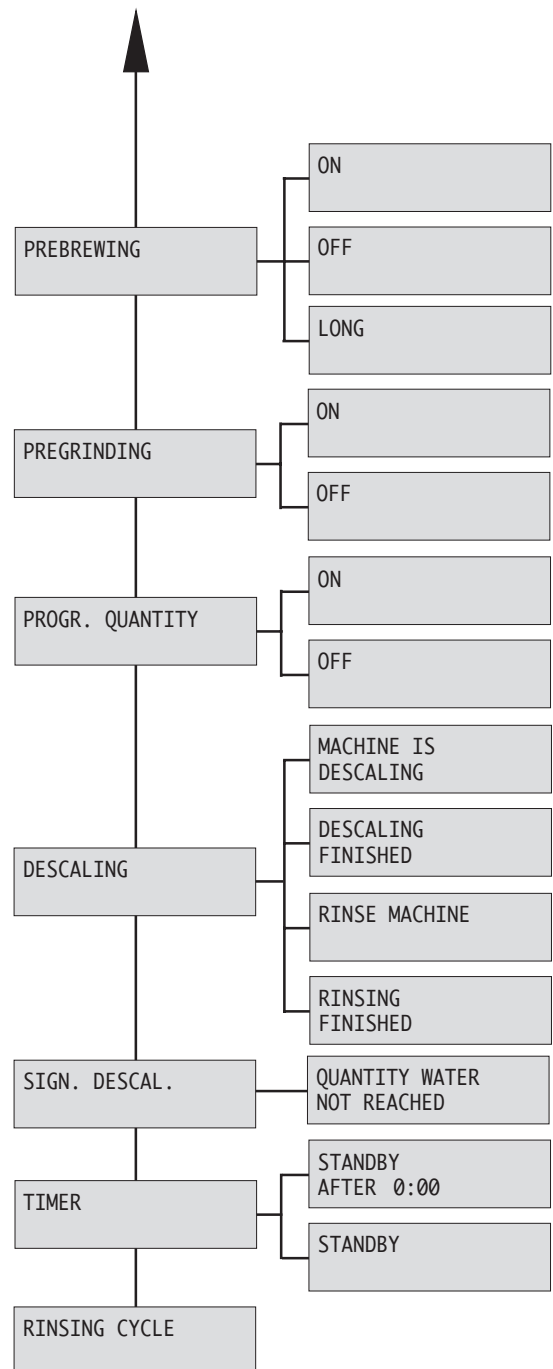 PREBREWING
ON
OFF
LONG
PREGRINDING
ON
OFF
PROGR. QUANTITY
ON
OFF
DESCALING
MACHINE IS
DESCALING
DESCALING
FINISHED
RINSE MACHINE
RINSING
FINISHED
SIGN. DESCAL.
QUANTITY WATER
NOT REACHED
TIMER
STANDBY
AFTER 0:00
STANDBY
RINSING CYCLE